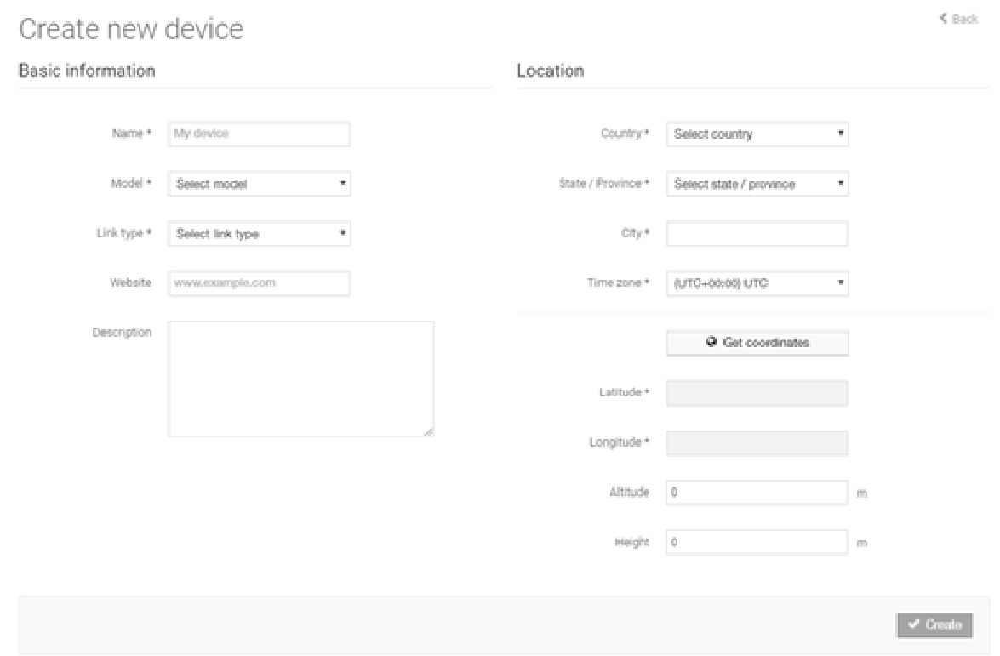 Create new device
Back
Basic information
Name *
My device
Model *
Select model
Link type *
Select link type
Website
www.example.com
Description
Location
Country *
Select country
State / Province *
Select state / province
City *
Time zone *
(UTC+00:00) UTC
Get coordinates
Latitude *
Longitude *
Altitude
0
m
Height
0
m
Create